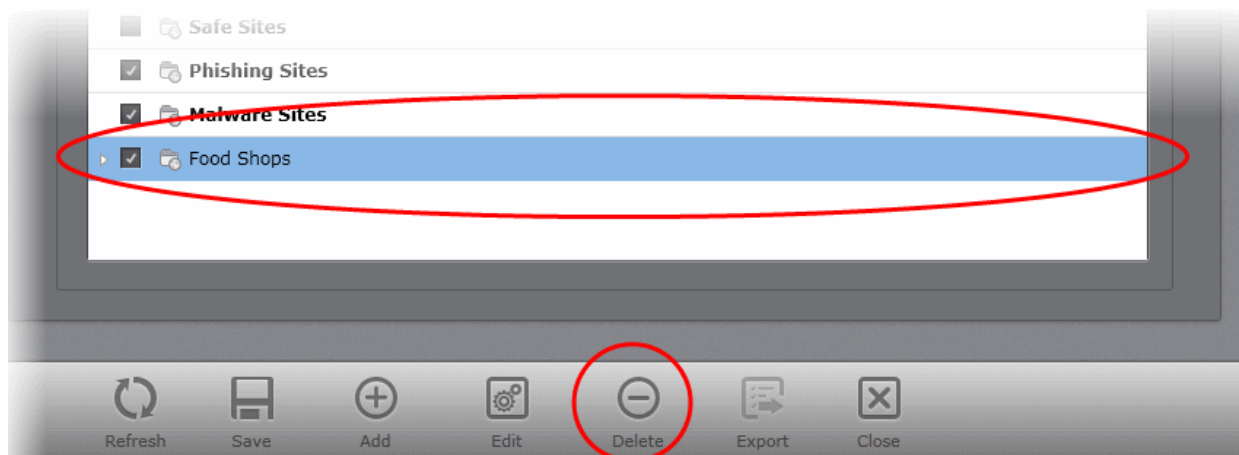 Safe Sites
Phishing Sites
Malware Sites
Food Shops
Refresh Save Add Edit Delete Export Close